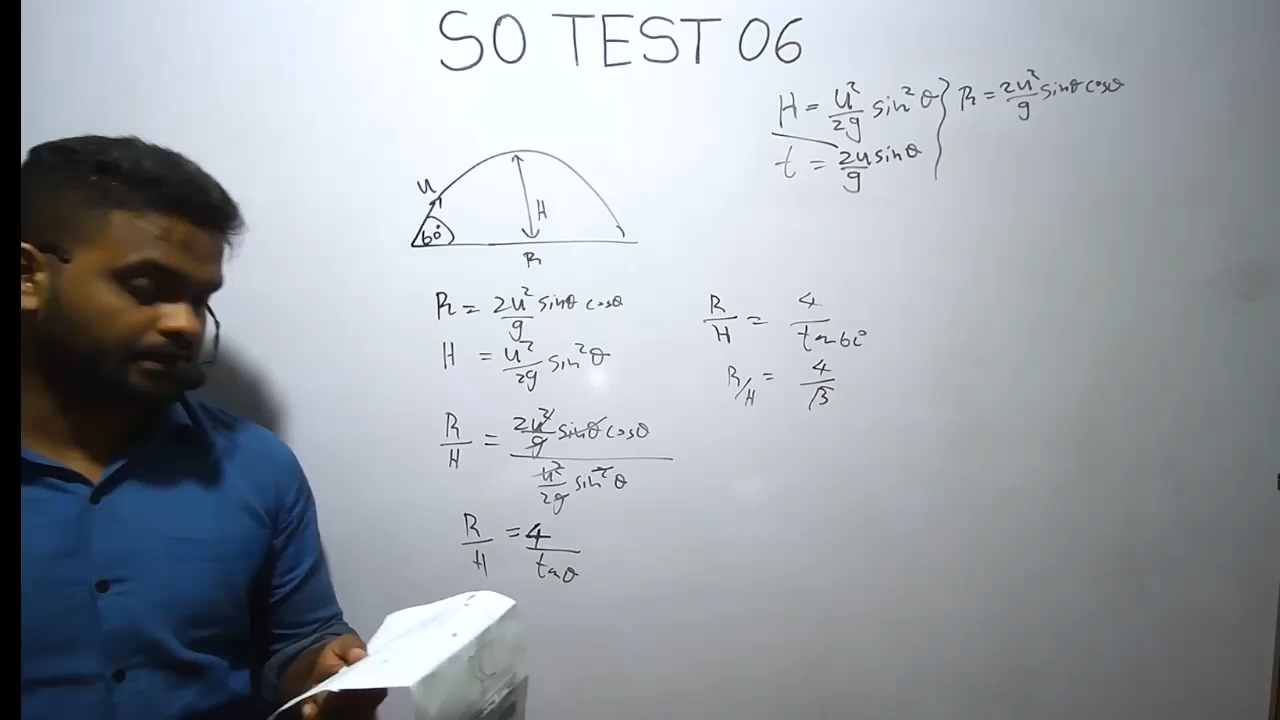 SO TEST 06
H = u²/2g sin²θ
t = 2u sinθ/g
R = 2u²/g sinθ cosθ
u
60°
H
R
R = 2u²/g sinθ cosθ
H = u²/2g sin²θ
R/H = 2u²/g sinθ cosθ / u²/2g sin²θ
R/H = 4/tanθ
R/H = 4/tan60°
R/H = 4/√3